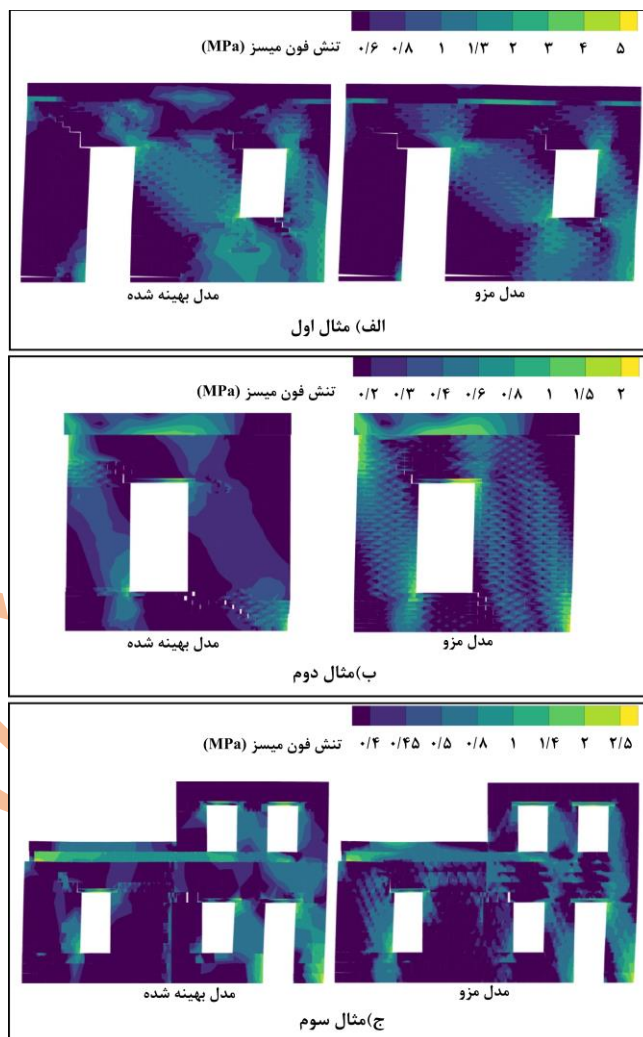 تنش فون میسز (MPa) ۰/۶ ۰/۸ ۱ ۱/۳ ۲ ۳ ۴ ۵
مدل بهینه شده
مدل مزو
الف) مثال اول
تنش فون میسز (MPa) ۰/۲ ۰/۳ ۰/۴ ۰/۶ ۰/۸ ۱ ۱/۵ ۲
مدل بهینه شده
مدل مزو
ب)مثال دوم
تنش فون میسز (MPa) ۰/۴ ۰/۴۵ ۰/۵ ۰/۸ ۱ ۱/۴ ۲ ۲/۵
مدل بهینه شده
مدل مزو
ج)مثال سوم